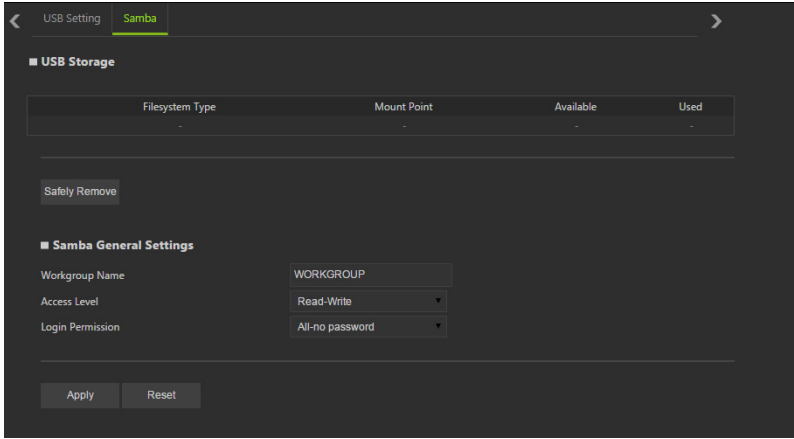 USB Setting Samba
USB Storage
Filesystem Type Mount Point Available Used
- - - -
Safely Remove
Samba General Settings
Workgroup Name WORKGROUP
Access Level Read-Write
Login Permission All-no password
Apply Reset